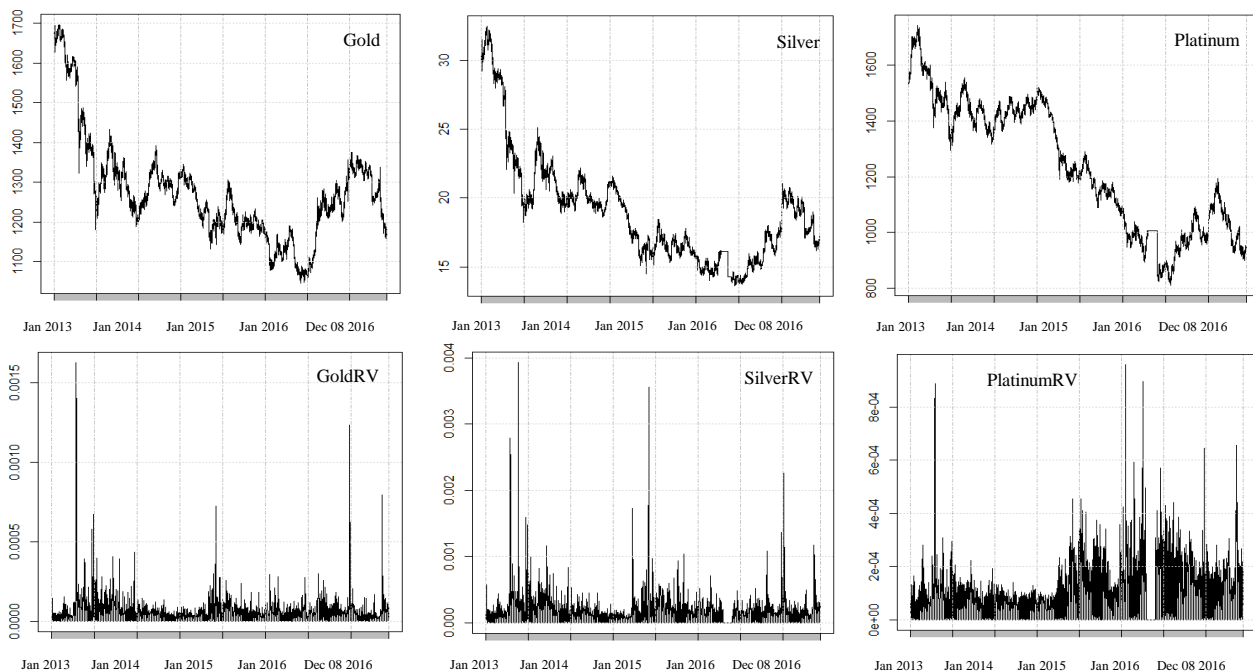 Gold
1700
1600
1500
1400
1300
1200
1100
Jan 2013 Jan 2014 Jan 2015 Jan 2016 Dec 08 2016
Silver
30
25
20
15
Jan 2013 Jan 2014 Jan 2015 Jan 2016 Dec 08 2016
Platinum
1600
1400
1200
1000
800
Jan 2013 Jan 2014 Jan 2015 Jan 2016 Dec 08 2016
GoldRV
0.0015
0.0010
0.0005
0.0000
Jan 2013 Jan 2014 Jan 2015 Jan 2016 Dec 08 2016
SilverRV
0.004
0.003
0.002
0.001
0.000
Jan 2013 Jan 2014 Jan 2015 Jan 2016 Dec 08 2016
PlatinumRV
8e-04
6e-04
4e-04
2e-04
0e+00
Jan 2013 Jan 2014 Jan 2015 Jan 2016 Dec 08 2016